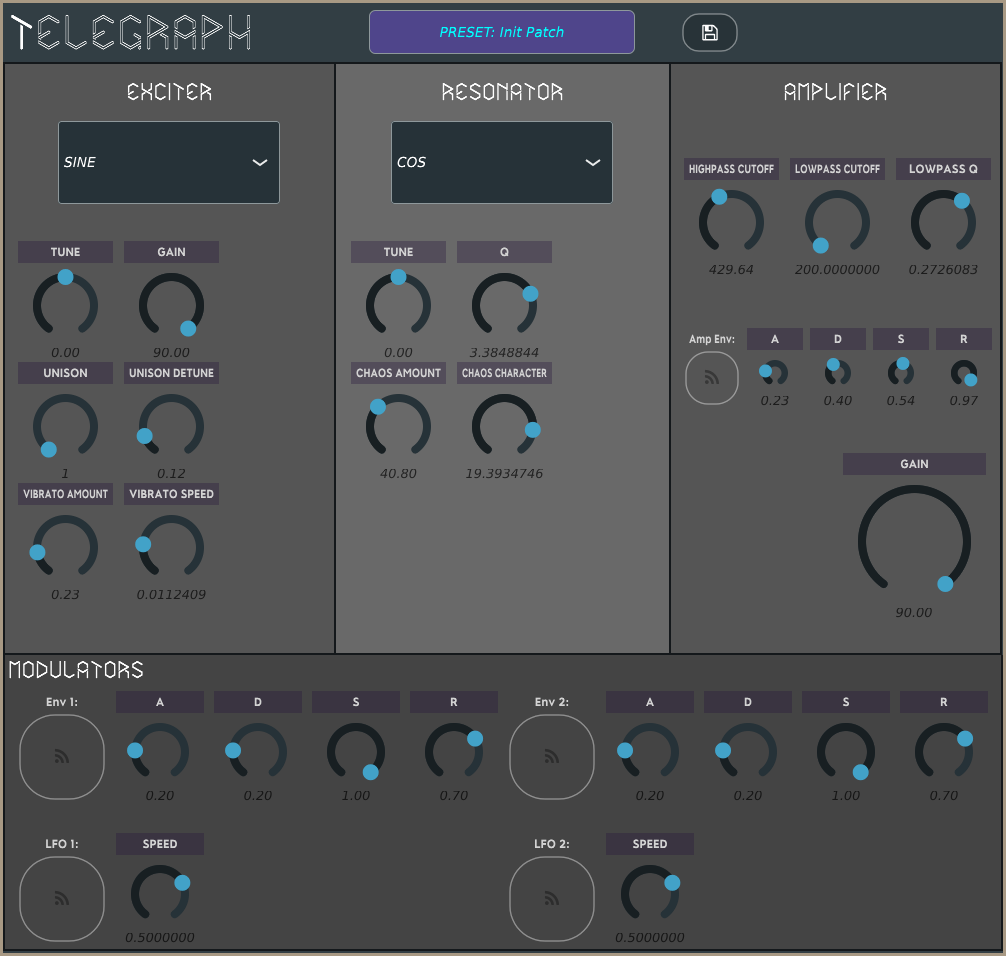 TELEGRAPH
PRESET: Init Patch
EXCITER
SINE
TUNE GAIN
0.00 90.00
UNISON UNISON DETUNE
1 0.12
VIBRATO AMOUNT VIBRATO SPEED
0.23 0.0112409
RESONATOR
COS
TUNE Q
0.00 3.3848844
CHAOS AMOUNT CHAOS CHARACTER
40.80 19.3934746
AMPLIFIER
HIGHPASS CUTOFF LOWPASS CUTOFF LOWPASS Q
429.64 200.0000000 0.2726083
Amp Env: A D S R
0.23 0.40 0.54 0.97
GAIN
90.00
MODULATORS
Env 1: A D S R
0.20 0.20 1.00 0.70
Env 2: A D S R
0.20 0.20 1.00 0.70
LFO 1: SPEED
0.5000000
LFO 2: SPEED
0.5000000